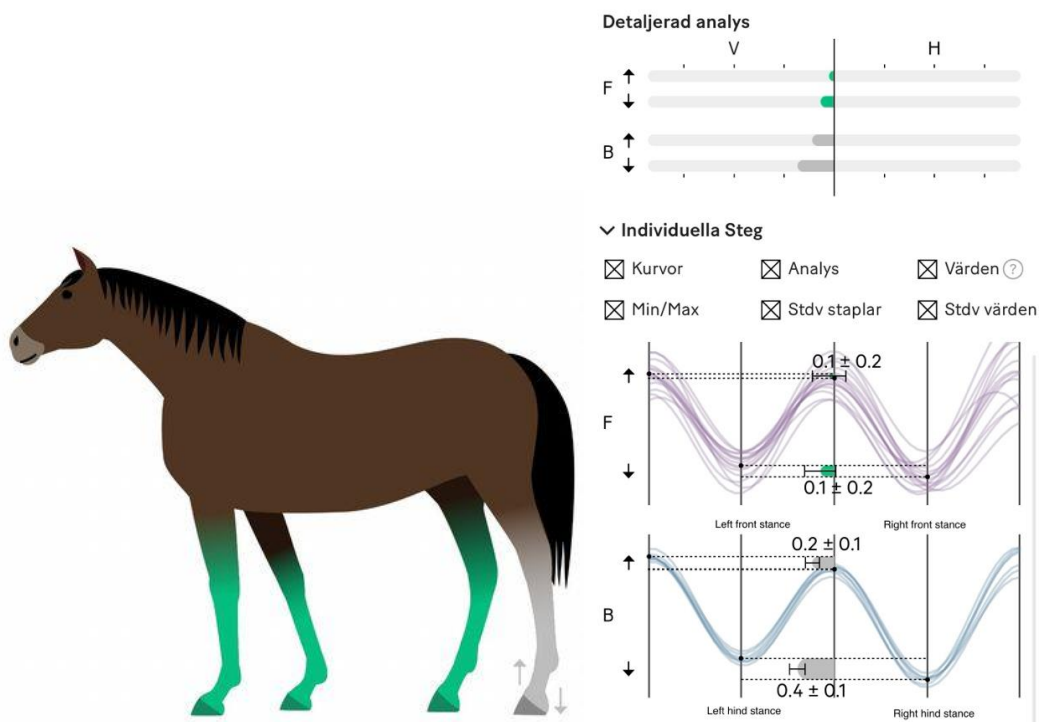 Detaljerad analys
V H
F
B
Individuella Steg
Kurvor Analys Värden ?
Min/Max Stdv staplar Stdv värden
0.1 ± 0.2
F
0.1 ± 0.2
Left front stance Right front stance
0.2 ± 0.1
B
0.4 ± 0.1
Left hind stance Right hind stance